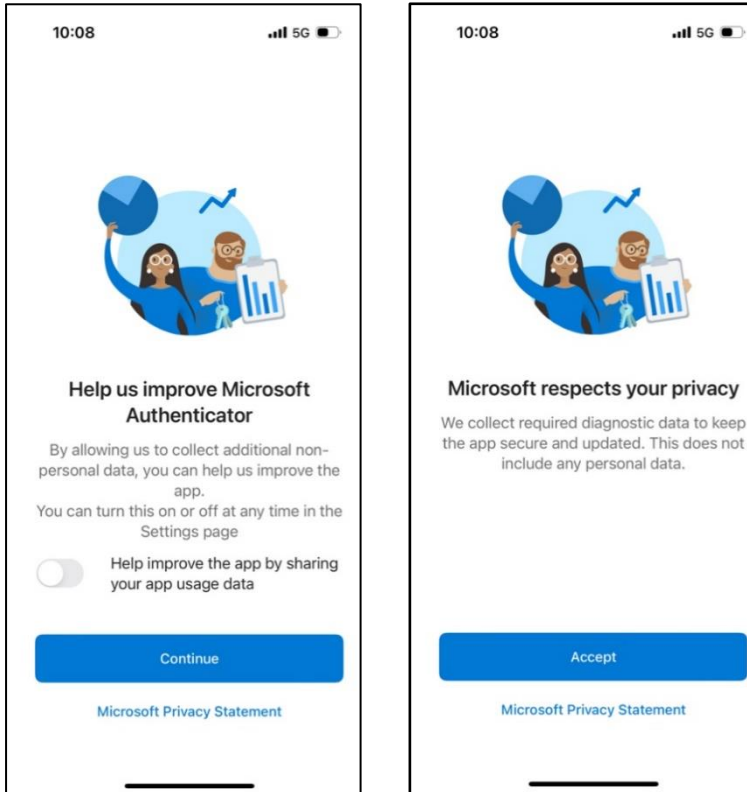 10:08
5G
Help us improve Microsoft
Authenticator
By allowing us to collect additional non-
personal data, you can help us improve the
app.
You can turn this on or off at any time in the
Settings page
Help improve the app by sharing
your app usage data
Continue
Microsoft Privacy Statement
10:08
5G
Microsoft respects your privacy
We collect required diagnostic data to keep
the app secure and updated. This does not
include any personal data.
Accept
Microsoft Privacy Statement